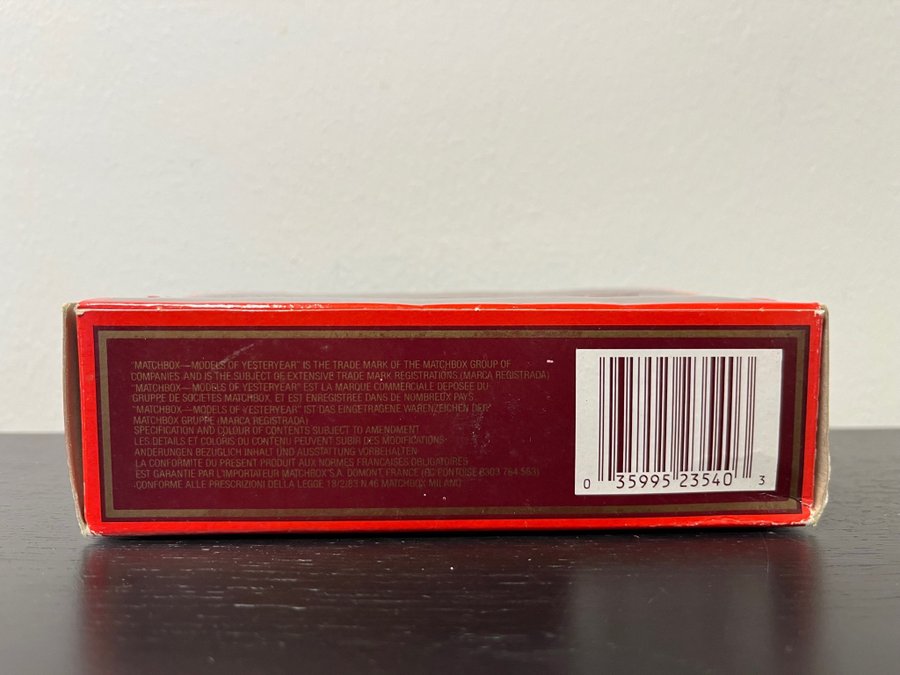 "MATCHBOX—MODELS OF YESTERYEAR" IS THE TRADE MARK OF THE MATCHBOX GROUP OF
COMPANIES AND IS THE SUBJECT OF EXTENSIVE TRADE MARK REGISTRATIONS (MARCA REGISTRADA)
"MATCHBOX—MODELS OF YESTERYEAR" EST LA MARQUE COMMERCIALE DEPOSEE DU
GRUPPE DE SOCIETES MATCHBOX, ET EST ENREGISTREE DANS DE NOMBREUX PAYS
"MATCHBOX—MODELS OF YESTERYEAR" IST DAS EINGETRAGENE WARENZEICHEN DER
MATCHBOX GRUPPE (MARCA REGISTRADA)
SPECIFICATION AND COLOUR OF CONTENTS SUBJECT TO AMENDMENT
LES DETAILS ET COLORIS DU CONTENU PEUVENT SUBIR DES MODIFICATIONS
ANDERUNGEN BEZUGLICH INHALT UND AUSSTATTUNG VORBEHALTEN
LA CONFORMITE DU PRESENT PRODUIT AUX NORMES FRANCAISES OBLIGATOIRES
EST GARANTIE PAR L'IMPORTATEUR MATCHBOX S.A. DOMONT FRANCE (RC PONTOISE B303 764 563)
CONFORME ALLE PRESCRIZIONI DELLA LEGGE 18/2/83 N.46 MATCHBOX MILANO
0 35995 23540 3